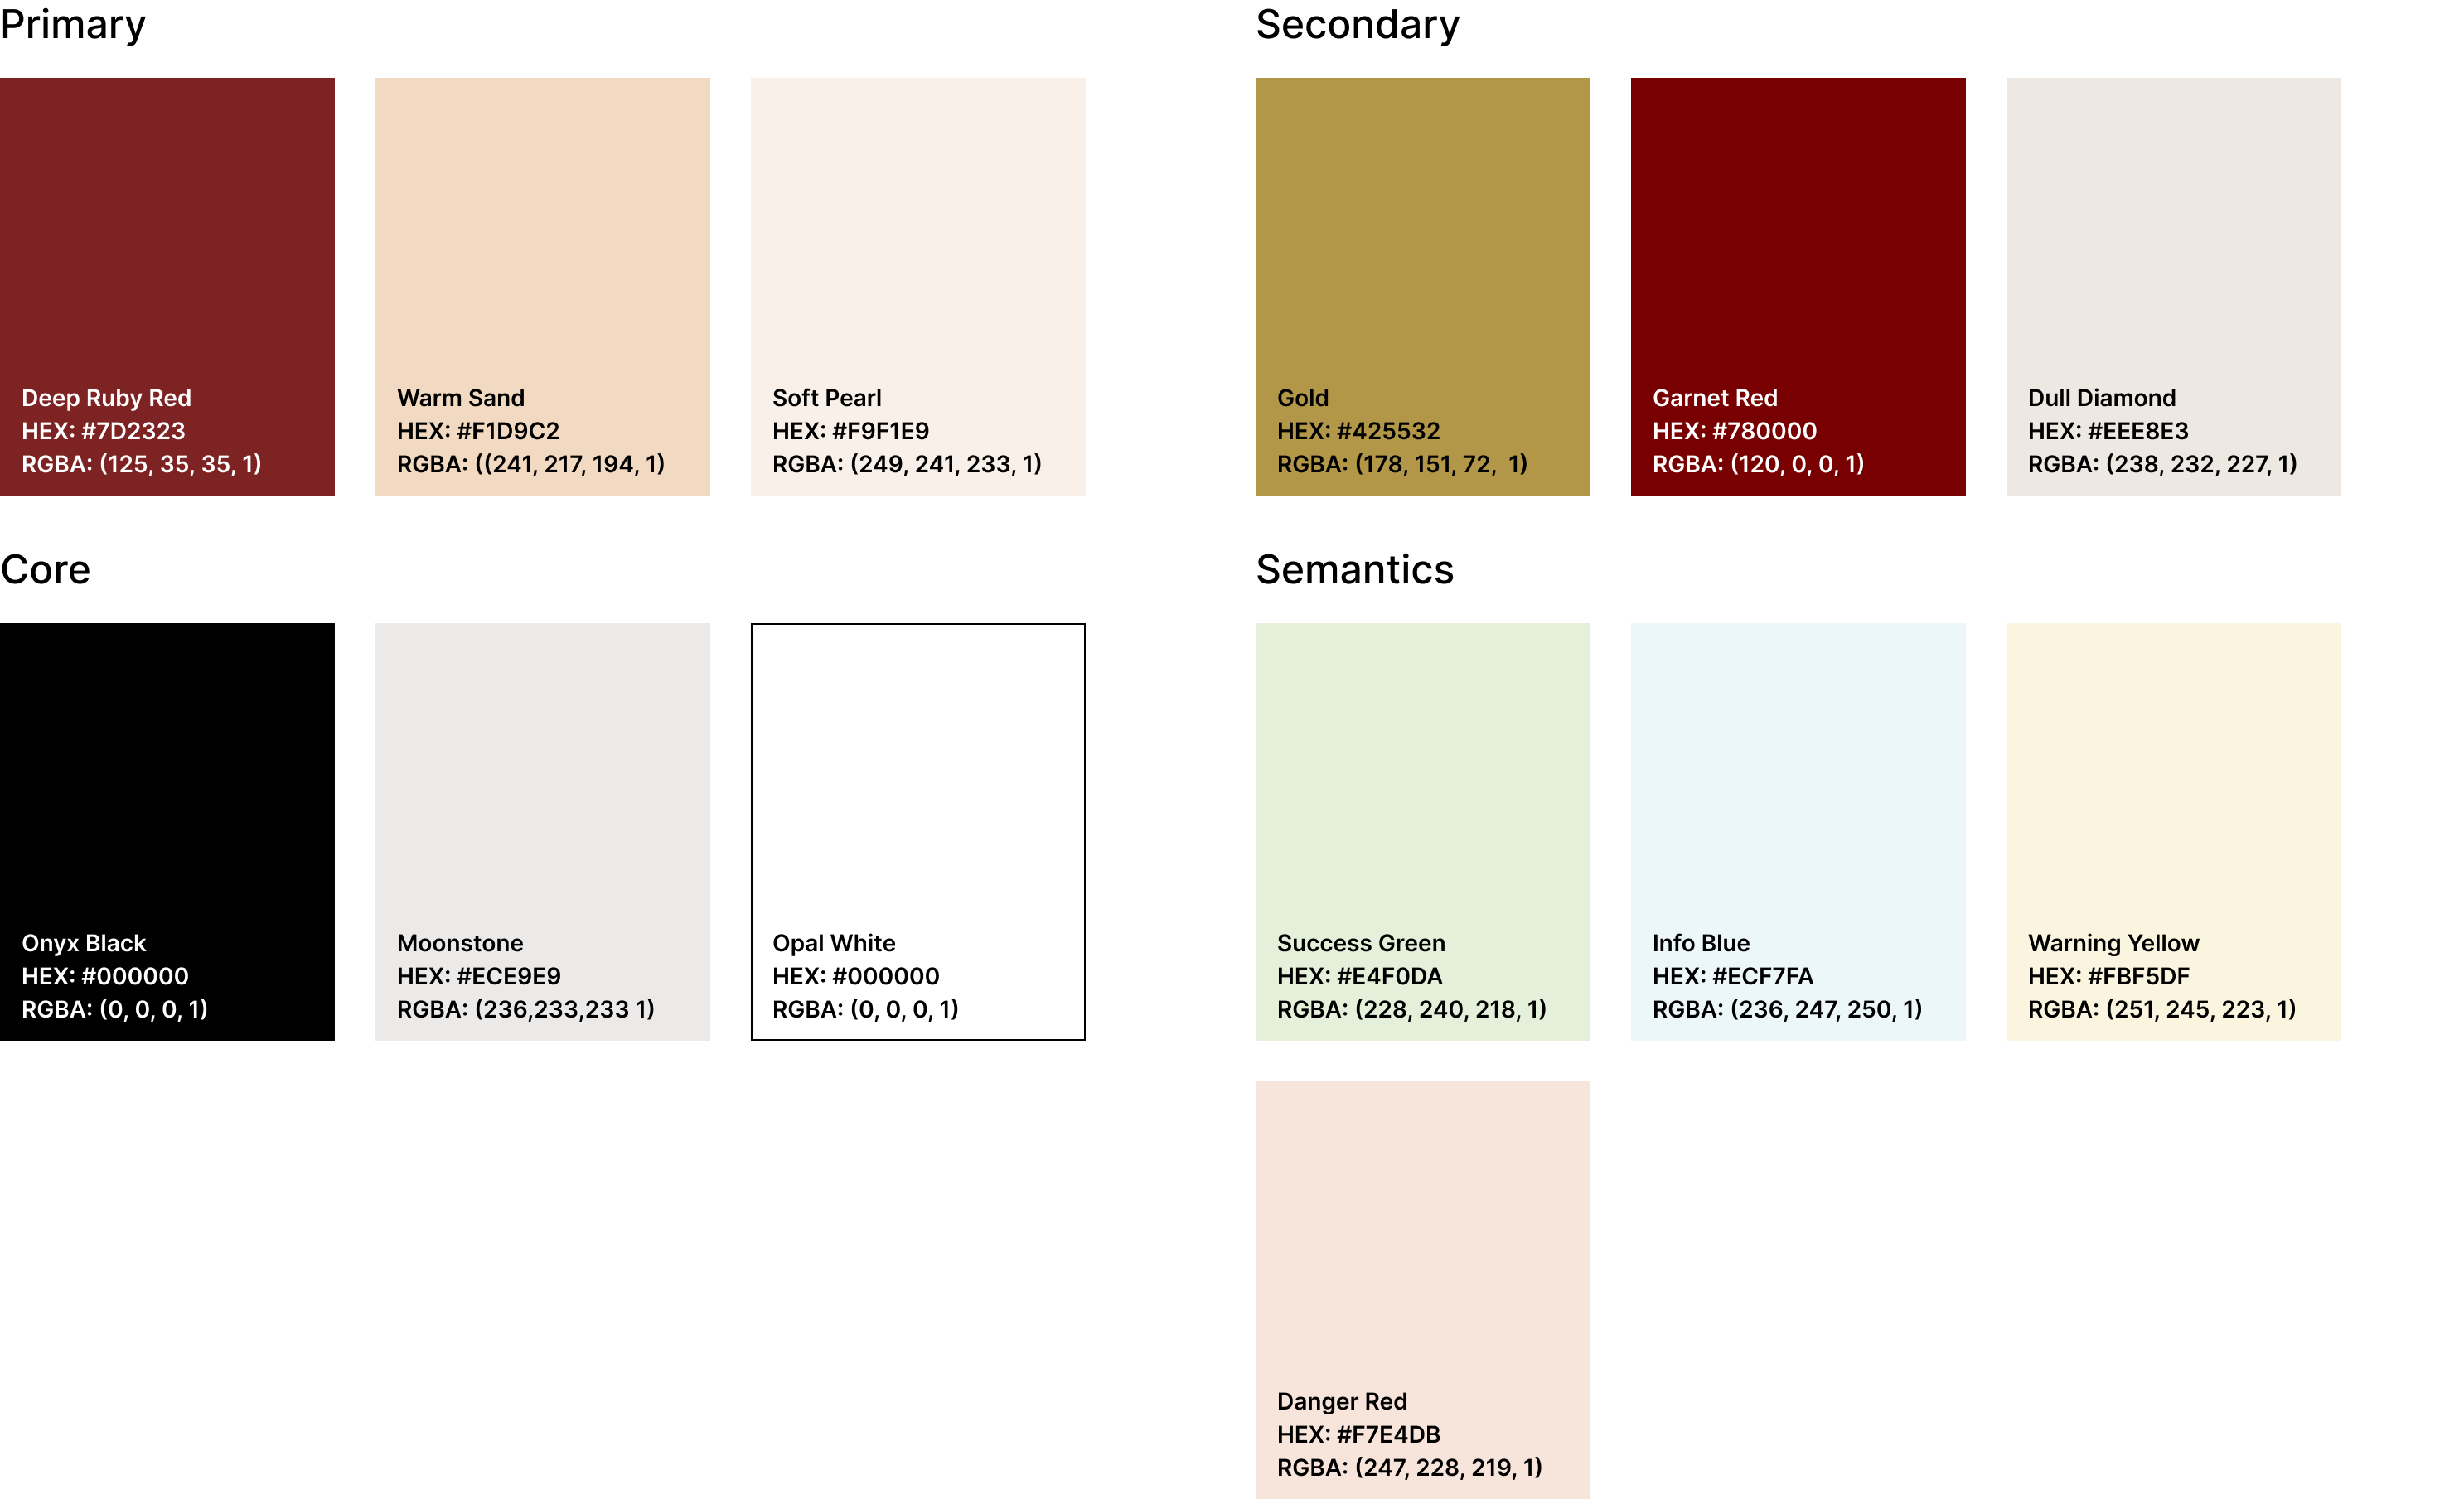 Primary
Deep Ruby Red
HEX: #7D2323
RGBA: (125, 35, 35, 1)
Warm Sand
HEX: #F1D9C2
RGBA: ((241, 217, 194, 1)
Soft Pearl
HEX: #F9F1E9
RGBA: (249, 241, 233, 1)
Secondary
Gold
HEX: #425532
RGBA: (178, 151, 72,  1)
Garnet Red
HEX: #780000
RGBA: (120, 0, 0, 1)
Dull Diamond
HEX: #EEE8E3
RGBA: (238, 232, 227, 1)
Core
Onyx Black
HEX: #000000
RGBA: (0, 0, 0, 1)
Moonstone
HEX: #ECE9E9
RGBA: (236,233,233 1)
Opal White
HEX: #000000
RGBA: (0, 0, 0, 1)
Semantics
Success Green
HEX: #E4F0DA
RGBA: (228, 240, 218, 1)
Info Blue
HEX: #ECF7FA
RGBA: (236, 247, 250, 1)
Warning Yellow
HEX: #FBF5DF
RGBA: (251, 245, 223, 1)
Danger Red
HEX: #F7E4DB
RGBA: (247, 228, 219, 1)